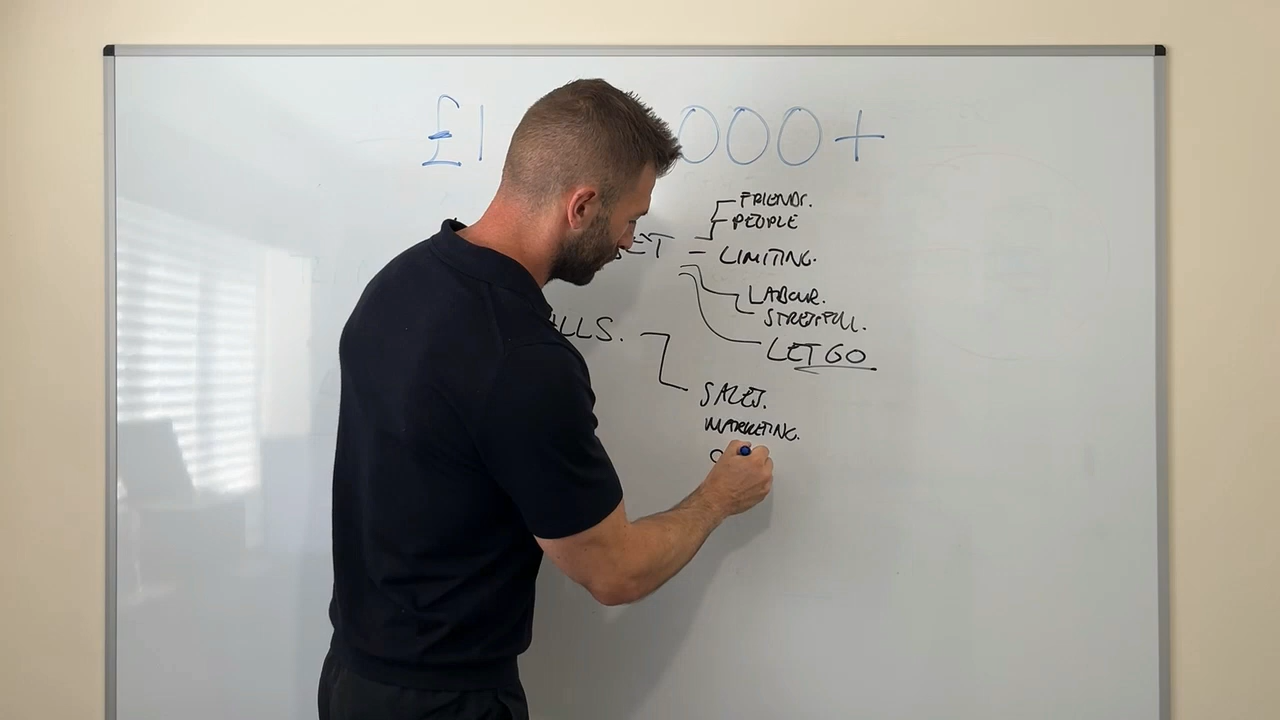 £1 000+
FRIENDS.
PEOPLE
ET – LIMITING.
LABOUR.
STRESSFUL.
LLS.
LET GO
SALES.
MARKETING.
O